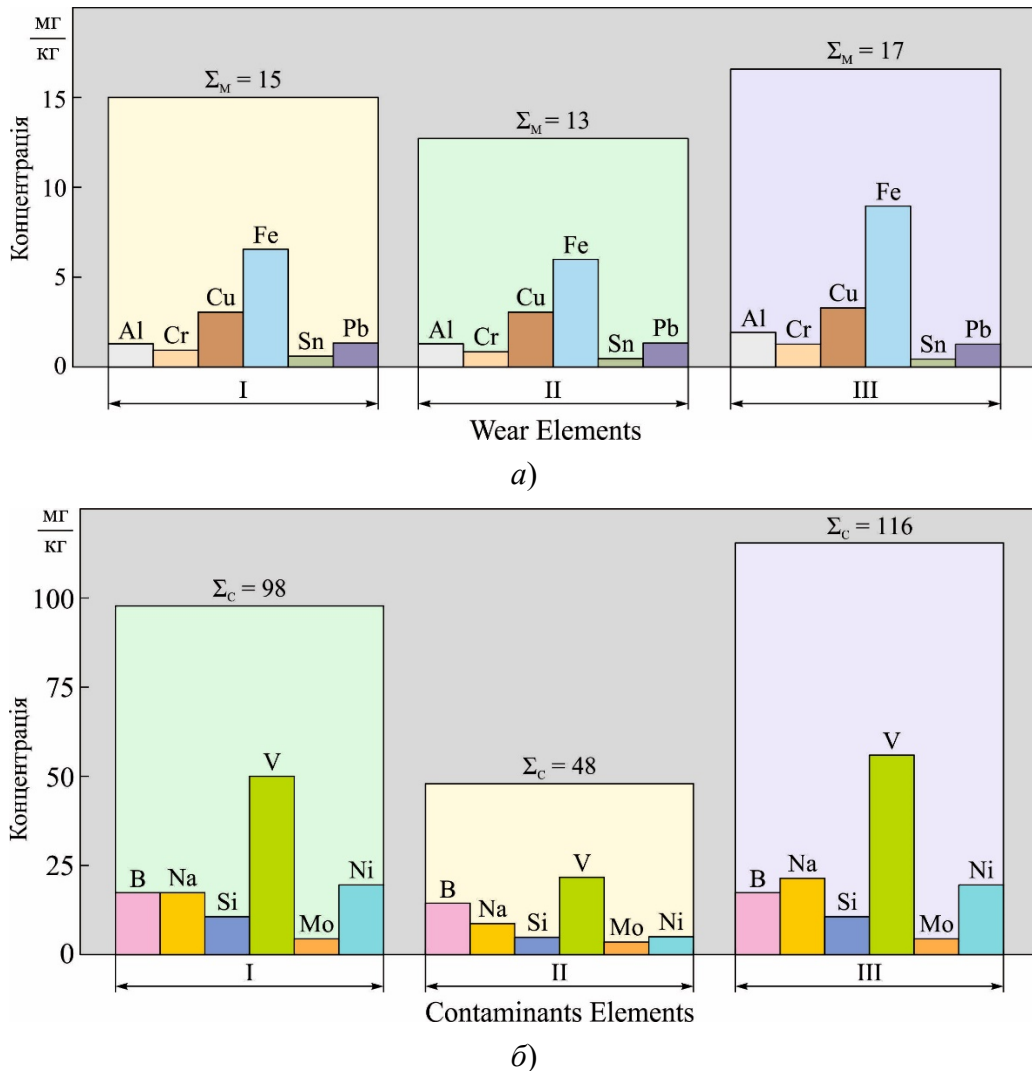 мг
кг
Концентрація
Σм = 15
Σм = 13
Σм = 17
15
10
5
0
Al Cr Cu Fe Sn Pb
Al Cr Cu Fe Sn Pb
Al Cr Cu Fe Sn Pb
I II III
Wear Elements
а)
мг
кг
Концентрація
Σс = 98
Σс = 48
Σс = 116
100
75
50
25
0
B Na Si V Mo Ni
B Na Si V Mo Ni
B Na Si V Mo Ni
I II III
Contaminants Elements
б)